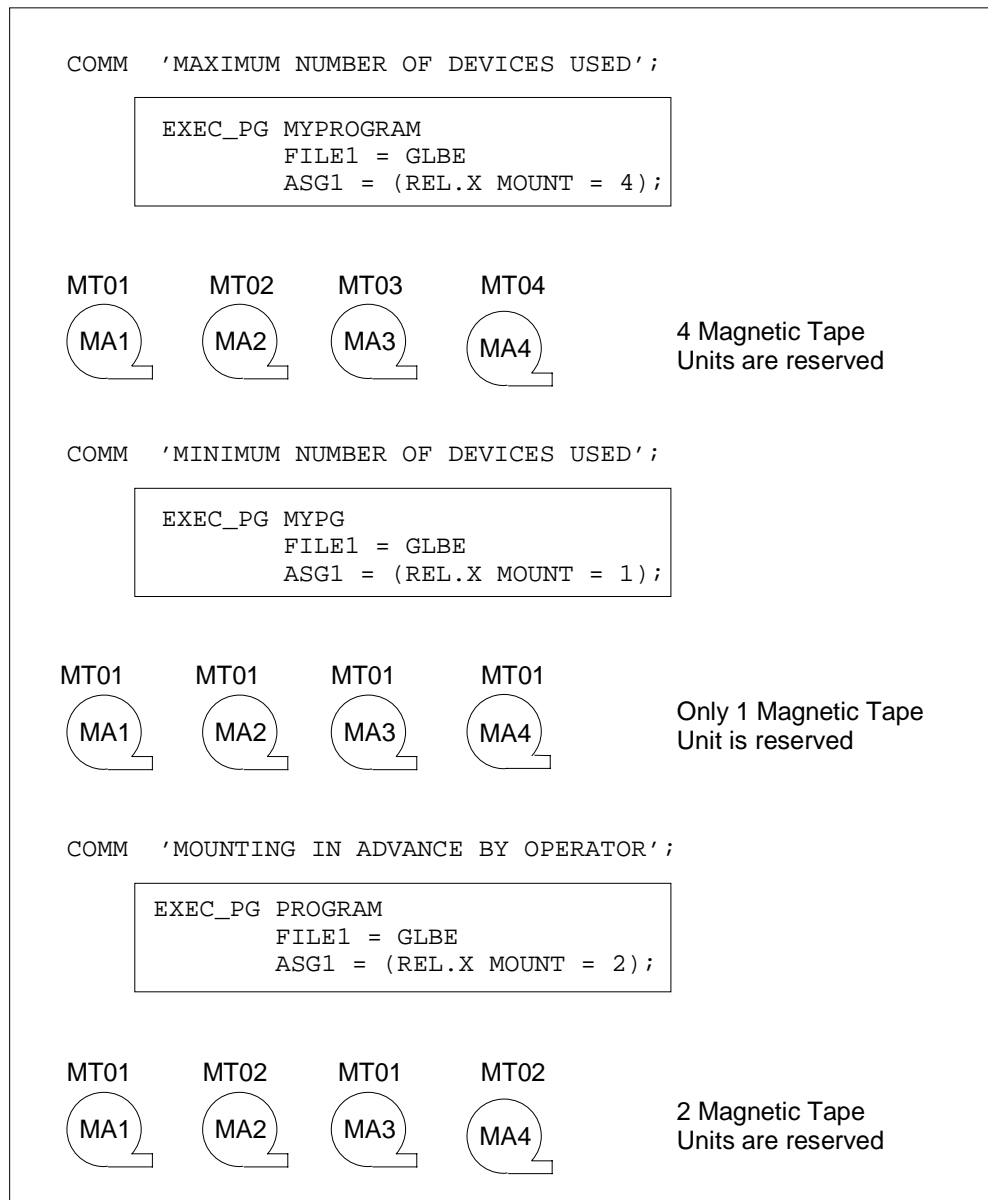 COMM 'MAXIMUM NUMBER OF DEVICES USED';
EXEC_PG MYPROGRAM
FILE1 = GLBE
ASG1 = (REL.X MOUNT = 4);
MT01 MT02 MT03 MT04
MA1 MA2 MA3 MA4
4 Magnetic Tape
Units are reserved
COMM 'MINIMUM NUMBER OF DEVICES USED';
EXEC_PG MYPG
FILE1 = GLBE
ASG1 = (REL.X MOUNT = 1);
MT01 MT01 MT01 MT01
MA1 MA2 MA3 MA4
Only 1 Magnetic Tape
Unit is reserved
COMM 'MOUNTING IN ADVANCE BY OPERATOR';
EXEC_PG PROGRAM
FILE1 = GLBE
ASG1 = (REL.X MOUNT = 2);
MT01 MT02 MT01 MT02
MA1 MA2 MA3 MA4
2 Magnetic Tape
Units are reserved